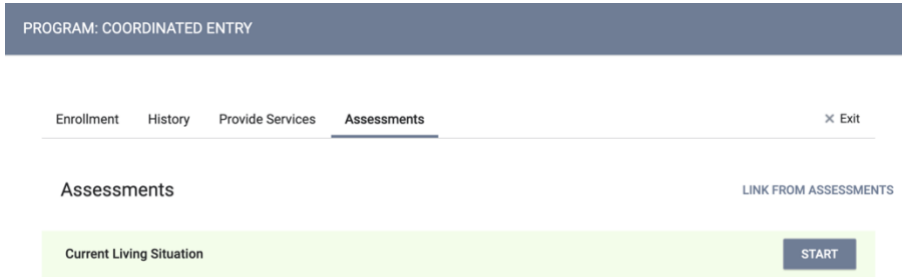 PROGRAM: COORDINATED ENTRY
Enrollment History Provide Services Assessments × Exit
Assessments LINK FROM ASSESSMENTS
Current Living Situation START